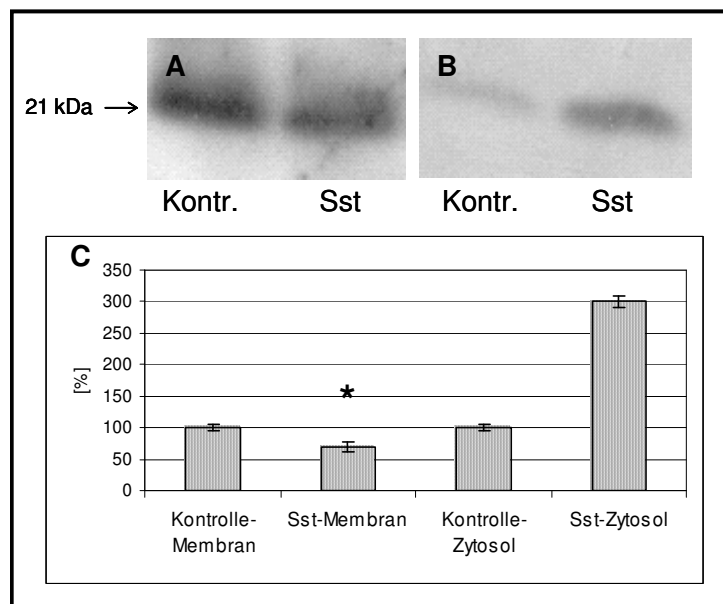 A
B
21 kDa →
Kontr.
Sst
Kontr.
Sst
C
350
300
250
200
150
100
50
0
[%]
*
Kontrolle-
Membran
Sst-Membran
Kontrolle-
Zytosol
Sst-Zytosol